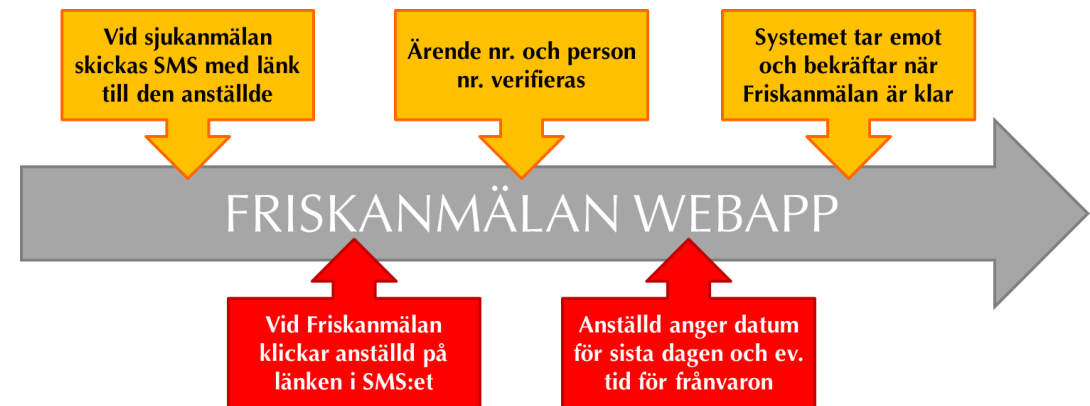 Vid sjukanmälan
skickas SMS med länk
till den anställde
Ärende nr. och person
nr. verifieras
Systemet tar emot
och bekräftar när
Friskanmälan är klar
FRISKANMÄLAN WEBAPP
Vid Friskanmälan
klickar anställd på
länken i SMS:et
Anställd anger datum
för sista dagen och ev.
tid för frånvaron